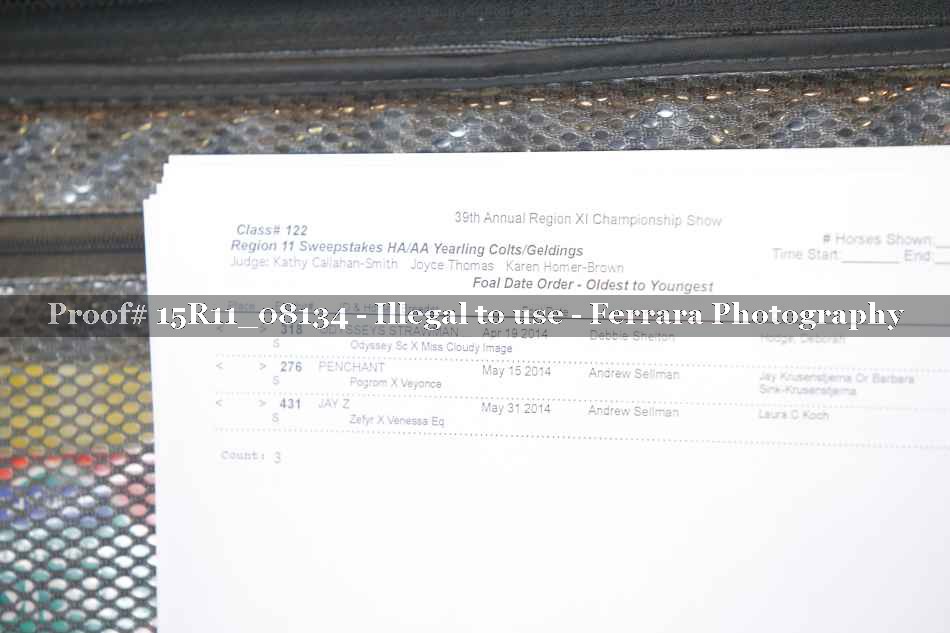 39th Annual Region XI Championship Show
Class# 122
Region 11 Sweepstakes HA/AA Yearling Colts/Geldings
# Horses Shown:
Judge: Kathy Callahan-Smith Joyce Thomas Karen Homer-Brown
Time Start: End:
Foal Date Order - Oldest to Youngest
Proof# 15R11_08134 - Illegal to use - Ferrara Photography
< > 318 ODYSSEYS STRAWMAN Apr 19 2014 Debbie Shelton Hodge, Deborah
S Odyssey Sc X Miss Cloudy Image
< > 276 PENCHANT May 15 2014 Andrew Sellman Jay Krusenstjerna Or Barbara
S Pogrom X Veyonce Sink-Krusenstjerna
< > 431 JAY Z May 31 2014 Andrew Sellman Laura C Koch
S Zefyr X Venessa Eq
Count: 3